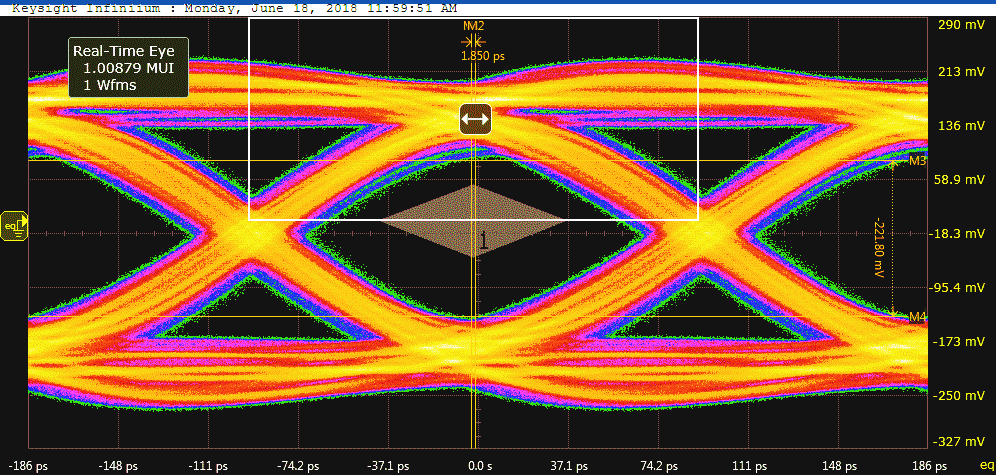 Keysight Infiniium : Monday, June 18, 2018 11:59:51 AM
M2
290 mV
Real-Time Eye
1.00879 MUI
1 Wfms
1.850 ps
213 mV
136 mV
M3
58.9 mV
eq
1
-18.3 mV
-221.80 mV
-95.4 mV
M4
-173 mV
-250 mV
-327 mV
-186 ps -148 ps -111 ps -74.2 ps -37.1 ps 0.0 s 37.1 ps 74.2 ps 111 ps 148 ps 186 ps eq